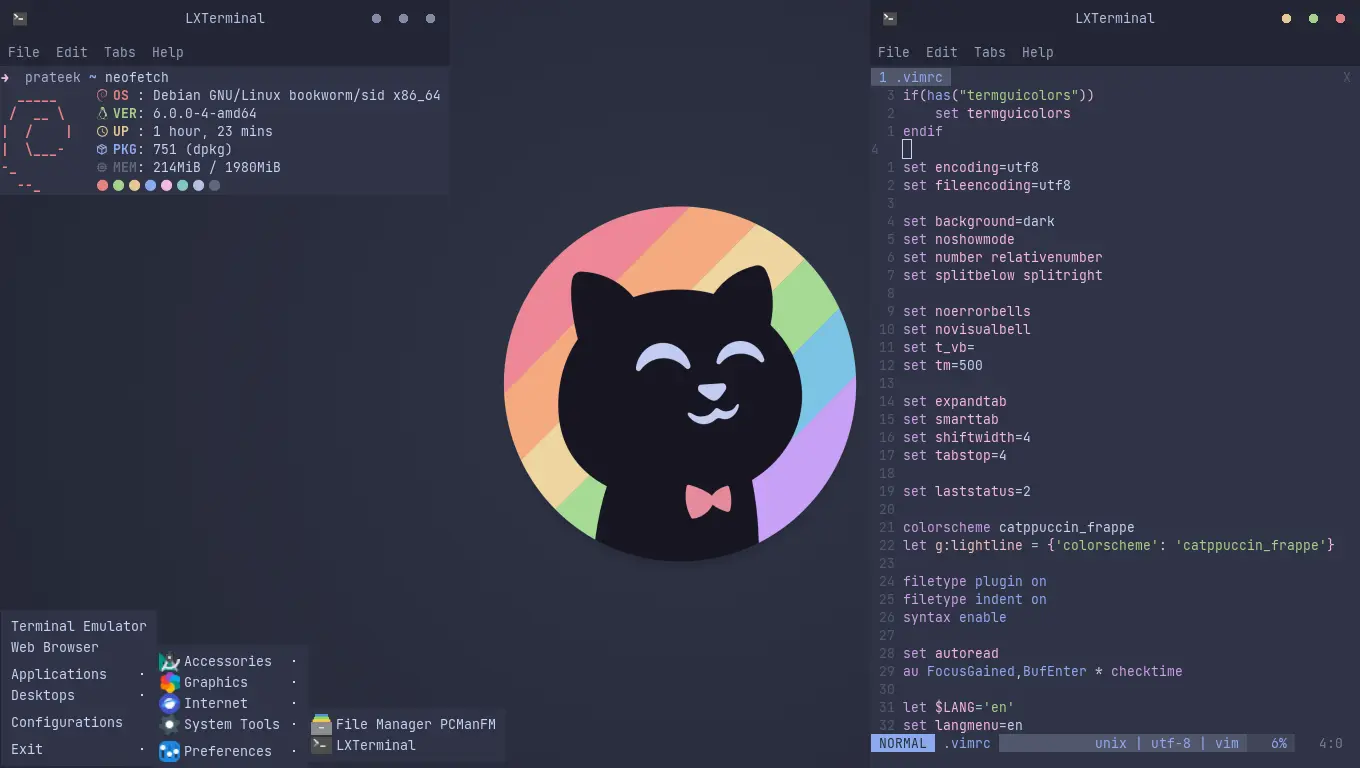 LXTerminal
File Edit Tabs Help
➜ prateek ~ neofetch
OS : Debian GNU/Linux bookworm/sid x86_64
VER: 6.0.0-4-amd64
UP : 1 hour, 23 mins
PKG: 751 (dpkg)
MEM: 214MiB / 1980MiB
Terminal Emulator
Web Browser
Applications
Desktops
Configurations
Exit
Accessories
Graphics
Internet
System Tools
Preferences
File Manager PCManFM
LXTerminal
LXTerminal
File Edit Tabs Help
1 .vimrc X
3 if(has("termguicolors"))
2 set termguicolors
1 endif
4
1 set encoding=utf8
2 set fileencoding=utf8
3
4 set background=dark
5 set noshowmode
6 set number relativenumber
7 set splitbelow splitright
8
9 set noerrorbells
10 set novisualbell
11 set t_vb=
12 set tm=500
13
14 set expandtab
15 set smarttab
16 set shiftwidth=4
17 set tabstop=4
18
19 set laststatus=2
20
21 colorscheme catppuccin_frappe
22 let g:lightline = {'colorscheme': 'catppuccin_frappe'}
23
24 filetype plugin on
25 filetype indent on
26 syntax enable
27
28 set autoread
29 au FocusGained,BufEnter * checktime
30
31 let $LANG='en'
32 set langmenu=en
NORMAL .vimrc unix | utf-8 | vim 6% 4:0